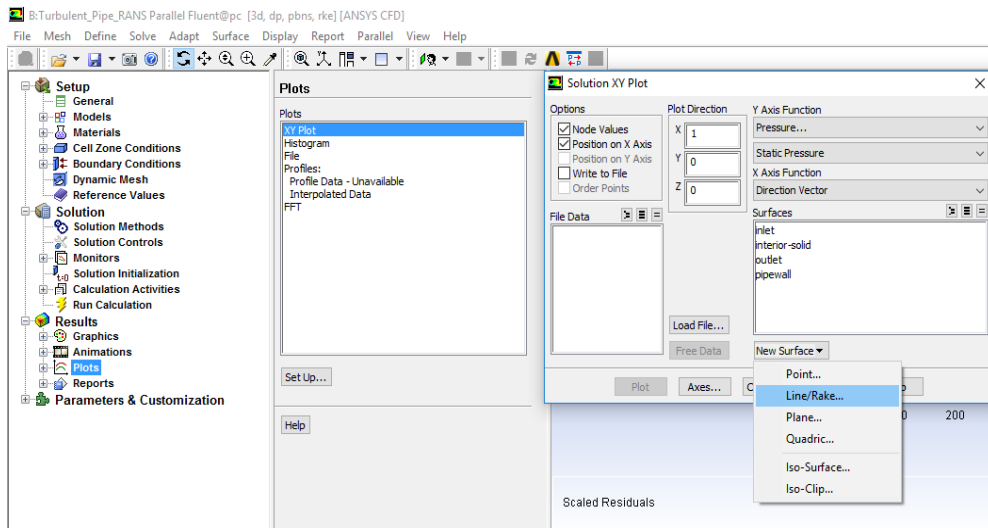 B:Turbulent_Pipe_RANS Parallel Fluent@pc [3d, dp, pbns, rke] [ANSYS CFD]
File Mesh Define Solve Adapt Surface Display Report Parallel View Help
Setup
General
Models
Materials
Cell Zone Conditions
Boundary Conditions
Dynamic Mesh
Reference Values
Solution
Solution Methods
Solution Controls
Monitors
t=0
Solution Initialization
Calculation Activities
Run Calculation
Results
Graphics
Animations
Plots
Reports
Parameters & Customization
Plots
Plots
XY Plot
Histogram
File
Profiles:
Profile Data - Unavailable
Interpolated Data
FFT
Set Up...
Help
Solution XY Plot
Options
Node Values
Position on X Axis
Position on Y Axis
Write to File
Order Points
Plot Direction
X 1
Y 0
Z 0
Y Axis Function
Pressure...
Static Pressure
X Axis Function
Direction Vector
File Data
Surfaces
inlet
interior-solid
outlet
pipewall
Load File...
Free Data
New Surface
Plot
Axes...
Point...
Line/Rake...
Plane...
Quadric...
Iso-Surface...
Iso-Clip...
200
Scaled Residuals